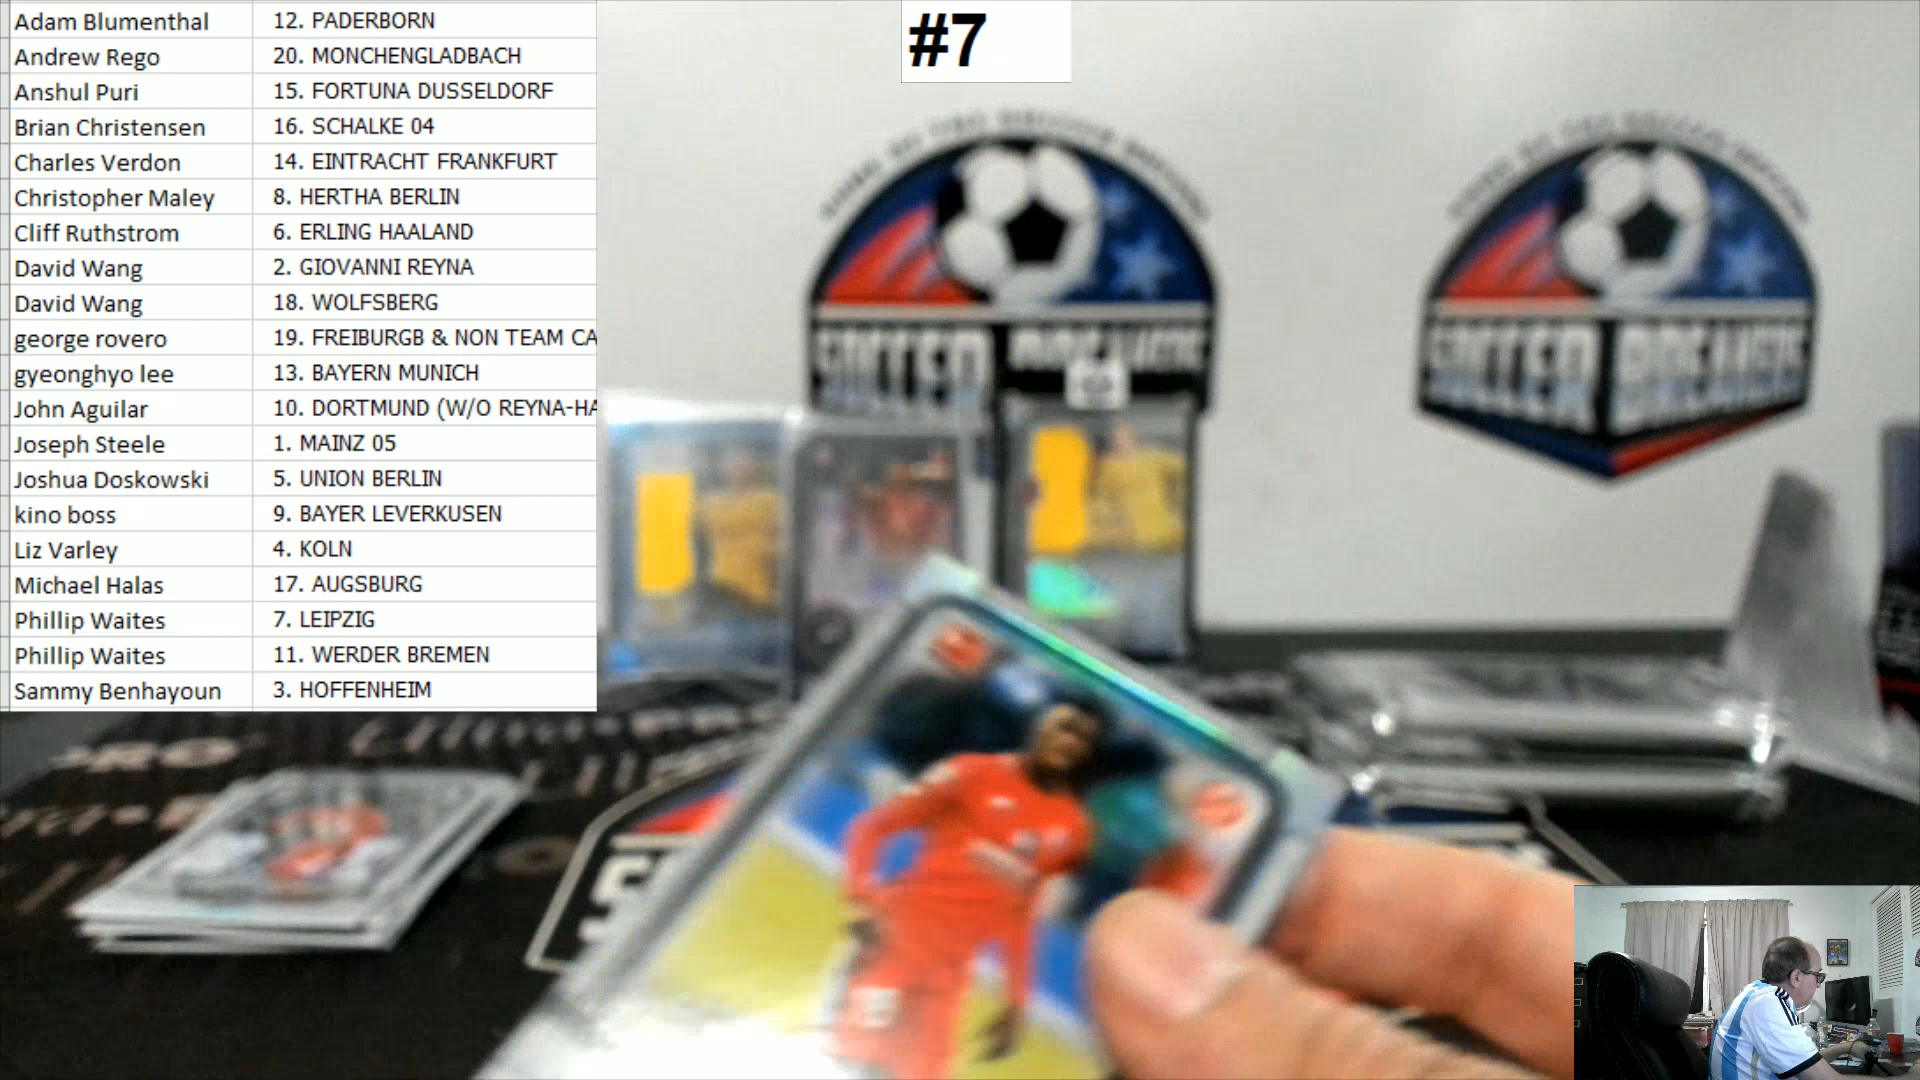 Adam Blumenthal 12. PADERBORN
Andrew Rego 20. MONCHENGLADBACH
Anshul Puri 15. FORTUNA DUSSELDORF
Brian Christensen 16. SCHALKE 04
Charles Verdon 14. EINTRACHT FRANKFURT
Christopher Maley 8. HERTHA BERLIN
Cliff Ruthstrom 6. ERLING HAALAND
David Wang 2. GIOVANNI REYNA
David Wang 18. WOLFSBERG
george rovero 19. FREIBURGB & NON TEAM CA
gyeonghyo lee 13. BAYERN MUNICH
John Aguilar 10. DORTMUND (W/O REYNA-HA
Joseph Steele 1. MAINZ 05
Joshua Doskowski 5. UNION BERLIN
kino boss 9. BAYER LEVERKUSEN
Liz Varley 4. KOLN
Michael Halas 17. AUGSBURG
Phillip Waites 7. LEIPZIG
Phillip Waites 11. WERDER BREMEN
Sammy Benhayoun 3. HOFFENHEIM
#7
SOCCER BREAKERS
SOCCER BREAKERS